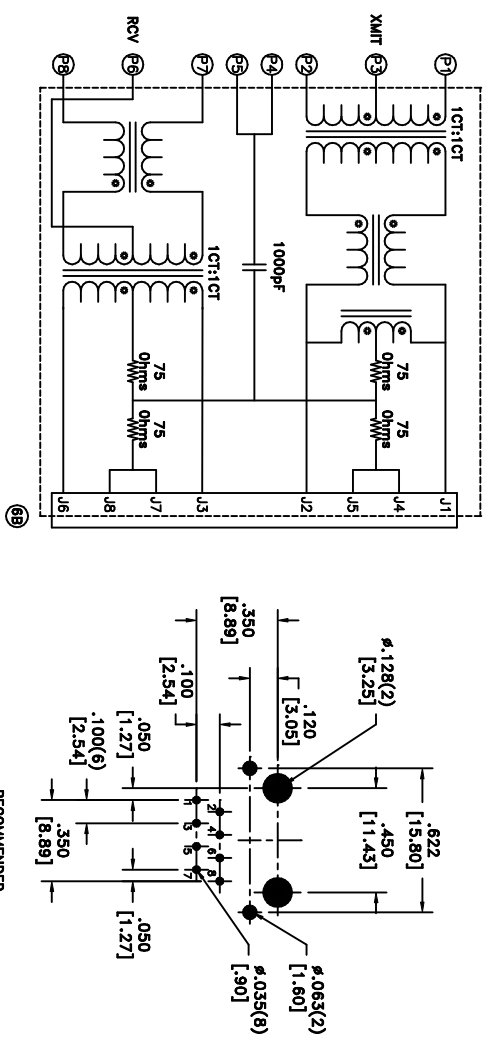 P1
XMIT
P3
P2
P4
P5
P7
RCV
P6
P8
1CT:1CT
1000pF
1CT:1CT
75
Ohms
75
Ohms
75
Ohms
75
Ohms
J1
J4
J5
J2
J3
J7
J8
J6
6B
.622
[15.80]
.450
[11.43]
ø.128(2)
[3.25]
.120
[3.05]
.350
[8.89]
.100
[2.54]
ø.063(2)
[1.60]
ø.035(8)
[.90]
2
4
6
8
1
3
5
7
.050
[1.27]
.100(6)
[2.54]
.350
[8.89]
.050
[1.27]